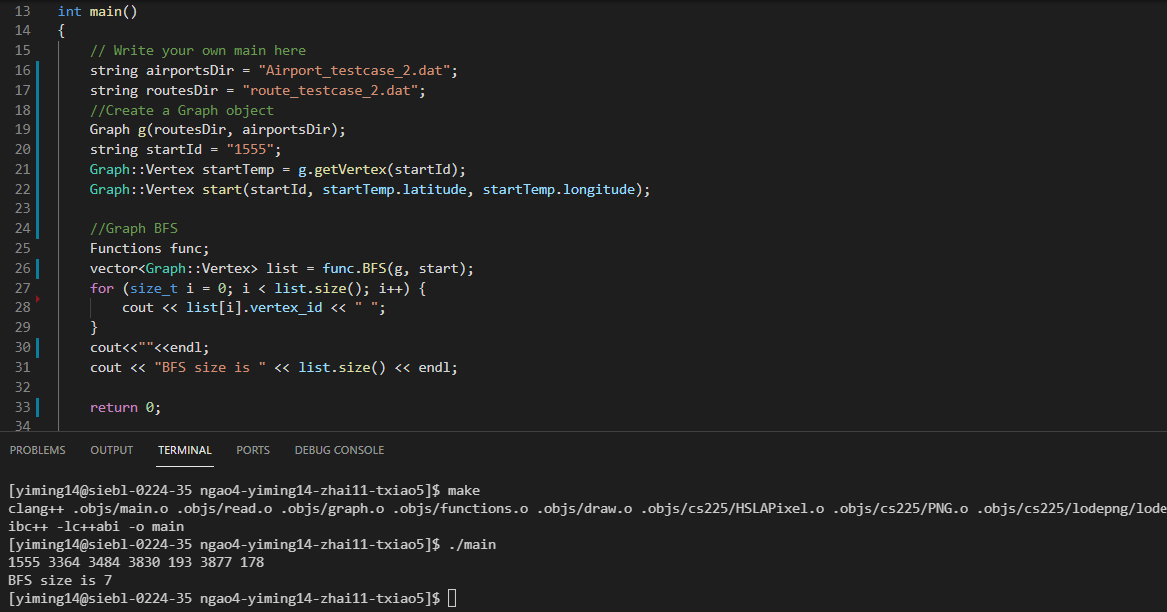 13 int main()
14 {
15 // Write your own main here
16 string airportsDir = "Airport_testcase_2.dat";
17 string routesDir = "route_testcase_2.dat";
18 //Create a Graph object
19 Graph g(routesDir, airportsDir);
20 string startId = "1555";
21 Graph::Vertex startTemp = g.getVertex(startId);
22 Graph::Vertex start(startId, startTemp.latitude, startTemp.longitude);
23
24 //Graph BFS
25 Functions func;
26 vector<Graph::Vertex> list = func.BFS(g, start);
27 for (size_t i = 0; i < list.size(); i++) {
28 cout << list[i].vertex_id << " ";
29 }
30 cout<<""<<endl;
31 cout << "BFS size is " << list.size() << endl;
32
33 return 0;
34
PROBLEMS OUTPUT TERMINAL PORTS DEBUG CONSOLE
[yiming14@siebl-0224-35 ngao4-yiming14-zhai11-txiao5]$ make
clang++ .objs/main.o .objs/read.o .objs/graph.o .objs/functions.o .objs/draw.o .objs/cs225/HSLAPixel.o .objs/cs225/PNG.o .objs/cs225/lodepng/lode
ibc++ -lc++abi -o main
[yiming14@siebl-0224-35 ngao4-yiming14-zhai11-txiao5]$ ./main
1555 3364 3484 3830 193 3877 178
BFS size is 7
[yiming14@siebl-0224-35 ngao4-yiming14-zhai11-txiao5]$